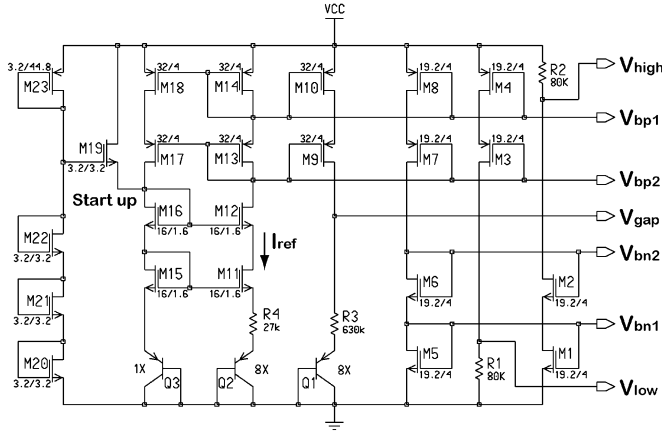 VCC
3.2/44.8
M23
32/4
M18
32/4
M14
32/4
M10
19.2/4
M8
19.2/4
M4
R2
80K
Vhigh
Vbp1
M19
3.2/3.2
32/4
M17
32/4
M13
32/4
M9
19.2/4
M7
19.2/4
M3
Vbp2
Start up
M16
16/1.6
M12
16/1.6
Iref
Vgap
M22
3.2/3.2
M15
16/1.6
M11
16/1.6
M6
19.2/4
M2
19.2/4
Vbn2
M21
3.2/3.2
R4
27k
R3
630k
Vbn1
M20
3.2/3.2
1X
Q3
Q2
8X
Q1
8X
M5
19.2/4
R1
80K
M1
19.2/4
Vlow